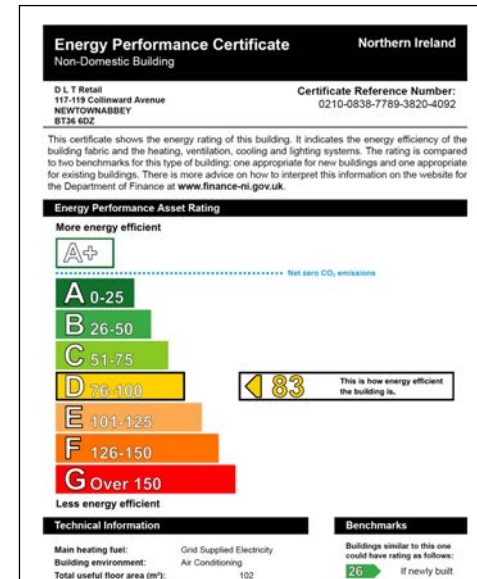 Energy Performance Certificate
Northern Ireland
Non-Domestic Building
D L T Retail
117-119 Collinward Avenue
NEWTOWNABBEY
BT36 6DZ
Certificate Reference Number:
0210-0838-7789-3820-4092
This certificate shows the energy rating of this building. It indicates the energy efficiency of the
building fabric and the heating, ventilation, cooling and lighting systems. The rating is compared
to two benchmarks for this type of building: one appropriate for new buildings and one appropriate
for existing buildings. There is more advice on how to interpret this information on the website for
the Department of Finance at www.finance-ni.gov.uk.
Energy Performance Asset Rating
More energy efficient
A+
Net zero CO₂ emissions
A 0-25
B 26-50
C 51-75
D 76-100
83
This is how energy efficient
the building is.
E 101-125
F 126-150
G Over 150
Less energy efficient
Technical Information
Main heating fuel: Grid Supplied Electricity
Building environment: Air Conditioning
Total useful floor area (m²): 102
Benchmarks
Buildings similar to this one
could have rating as follows:
26 If newly built